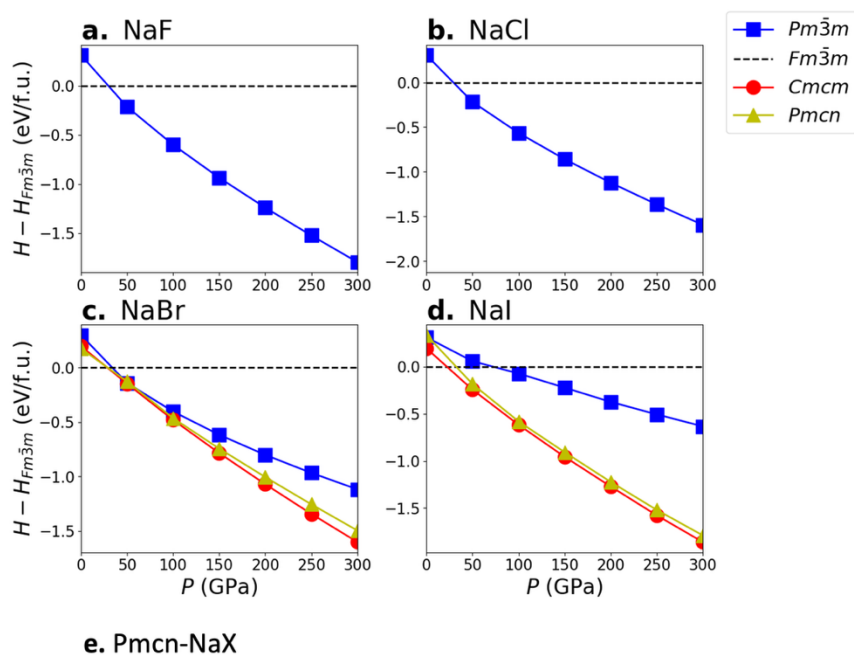 a. NaF
b. NaCl
Pm3̄m
Fm3̄m
Cmcm
Pmcn
H − H_{Fm3̄m} (eV/f.u.)
0.0
−0.5
−1.0
−1.5
0 50 100 150 200 250 300
0.0
−0.5
−1.0
−1.5
−2.0
0 50 100 150 200 250 300
c. NaBr
d. NaI
H − H_{Fm3̄m} (eV/f.u.)
0.0
−0.5
−1.0
−1.5
0 50 100 150 200 250 300
P (GPa)
0.0
−0.5
−1.0
−1.5
0 50 100 150 200 250 300
P (GPa)
e. Pmcn-NaX